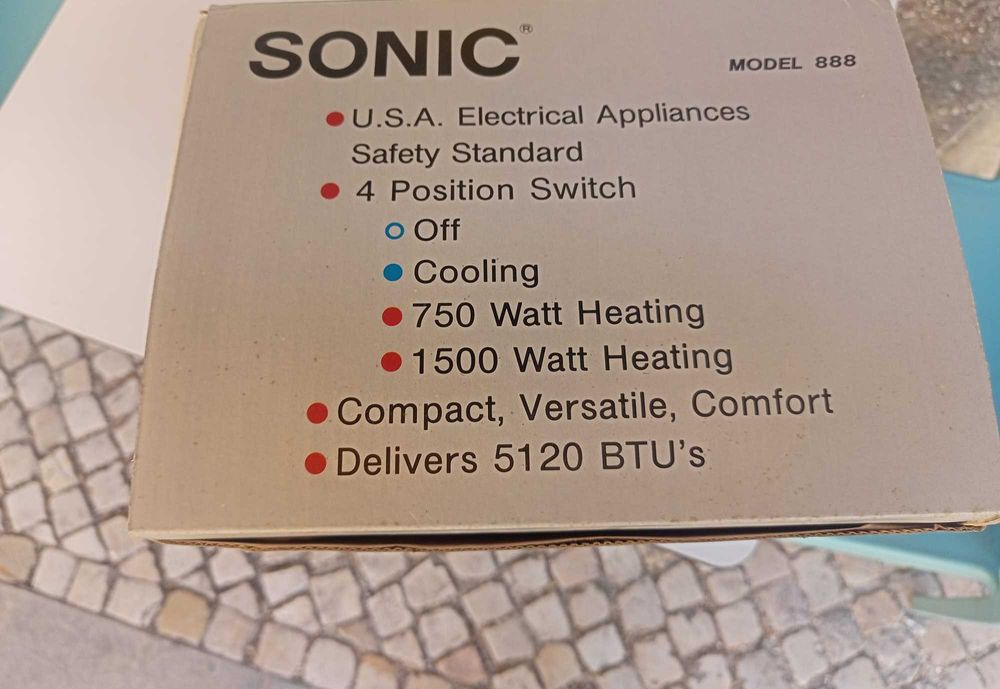 SONIC®
MODEL 888
U.S.A. Electrical Appliances
Safety Standard
4 Position Switch
Off
Cooling
750 Watt Heating
1500 Watt Heating
Compact, Versatile, Comfort
Delivers 5120 BTU's